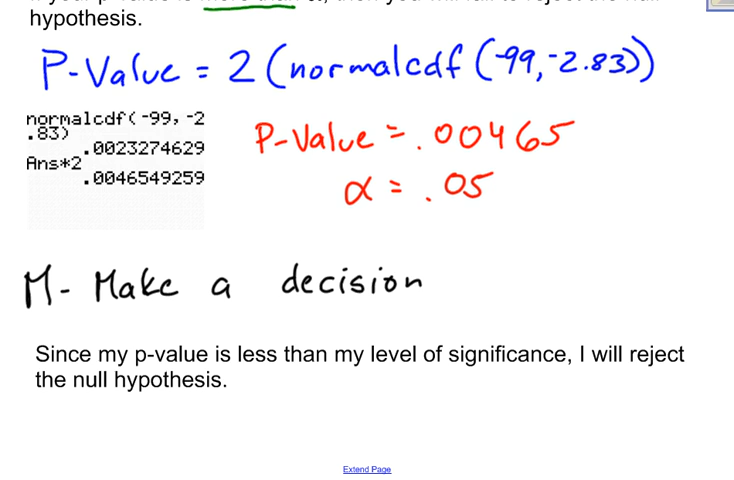 hypothesis.
P-Value = 2 (normalcdf (-99,-2.83))
normalcdf(-99,-2
.83)
.0023274629
Ans*2
.0046549259
P-Value = .00465
α = .05
M- Make a decision
Since my p-value is less than my level of significance, I will reject
the null hypothesis.
Extend Page